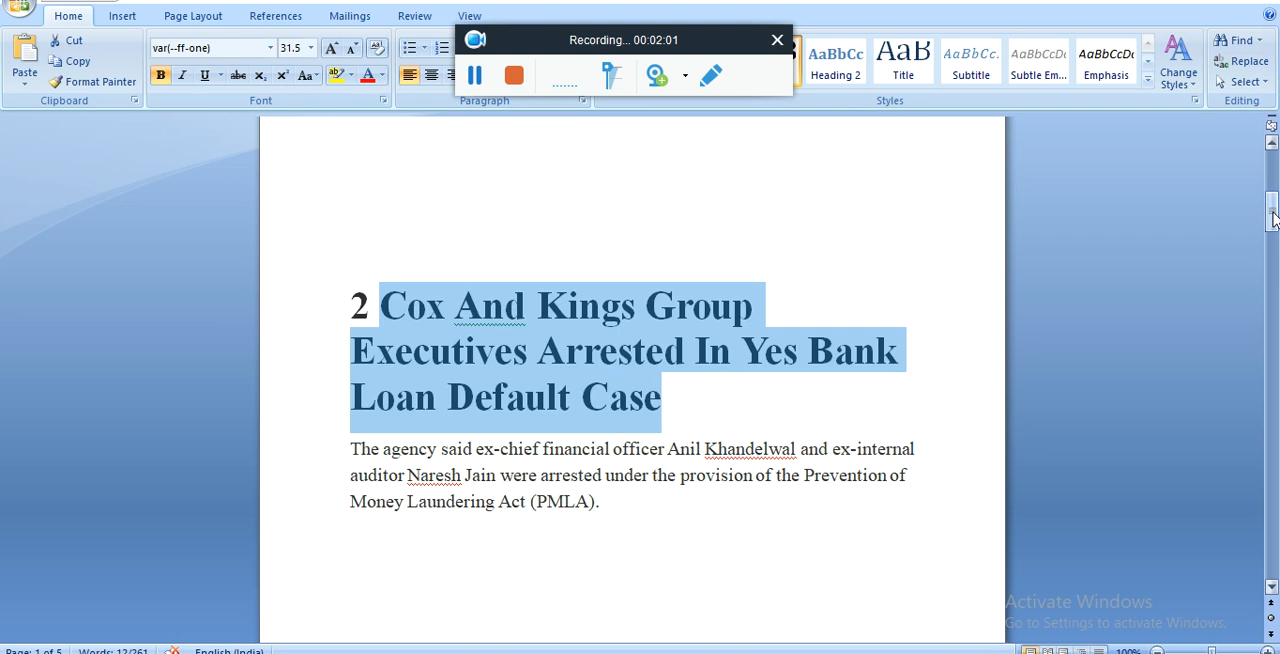 Home Insert Page Layout References Mailings Review View
Recording... 00:02:01
Cut
Copy
Format Painter
Paste
Clipboard
var(--ff-one) 31.5
Font
Paragraph
AaBbCc AaB AaBbCc. AaBbCcDc AaBbCcDc
Heading 2 Title Subtitle Subtle Em... Emphasis
Change
Styles
Styles
Find
Replace
Select
Editing
2 Cox And Kings Group
Executives Arrested In Yes Bank
Loan Default Case
The agency said ex-chief financial officer Anil Khandelwal and ex-internal
auditor Naresh Jain were arrested under the provision of the Prevention of
Money Laundering Act (PMLA).
Activate Windows
Go to Settings to activate Windows.
Page: 1 of 5 Words: 12/261 English (India) 100%